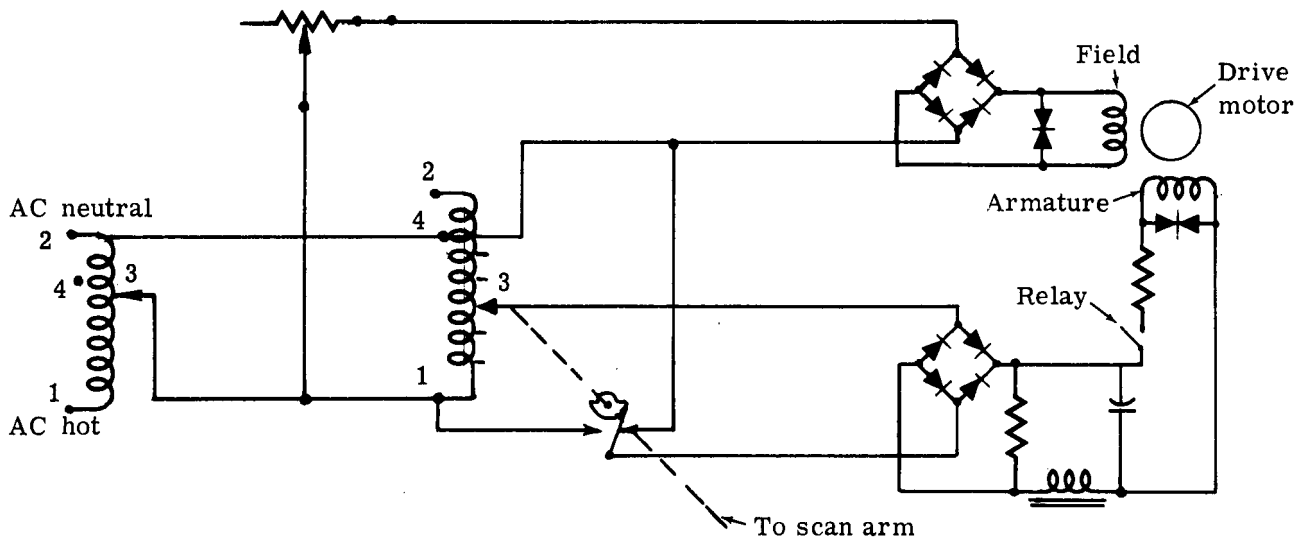 Field
Drive
motor
2
AC neutral
4
Armature
2
4
3
3
Relay
1
1
AC hot
To scan arm